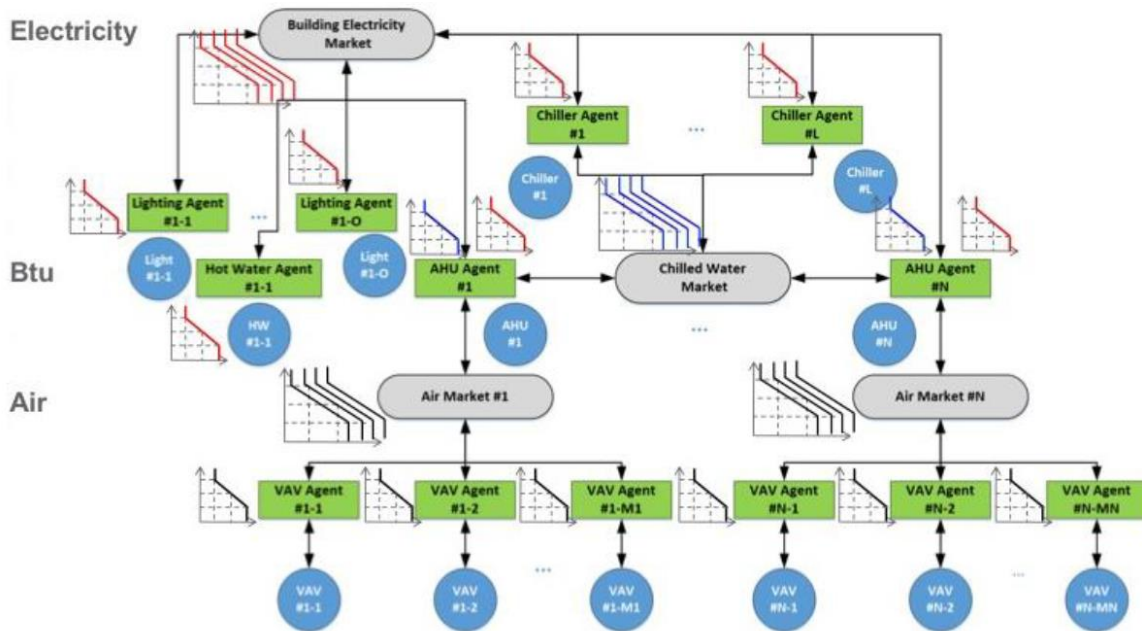 Electricity
Building Electricity
Market
Chiller Agent
#1
...
Chiller Agent
#L
Chiller
#1
Chiller
#L
Lighting Agent
#1-1
...
Lighting Agent
#1-O
Light
#1-1
Light
#1-O
Btu
Hot Water Agent
#1-1
AHU Agent
#1
Chilled Water
Market
AHU Agent
#N
HW
#1-1
AHU
#1
...
AHU
#N
Air
Air Market #1
Air Market #N
VAV Agent
#1-1
VAV Agent
#1-2
VAV Agent
#1-M1
VAV Agent
#N-1
VAV Agent
#N-2
VAV Agent
#N-MN
...
...
VAV
#1-1
VAV
#1-2
VAV
#1-M1
VAV
#N-1
VAV
#N-2
VAV
#N-MN